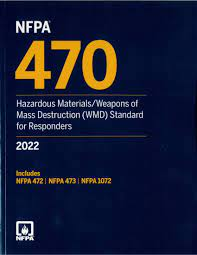 NFPA®
470
Hazardous Materials/Weapons of
Mass Destruction (WMD) Standard
for Responders
2022
Includes
NFPA 472 | NFPA 473 | NFPA 1072
NFPA